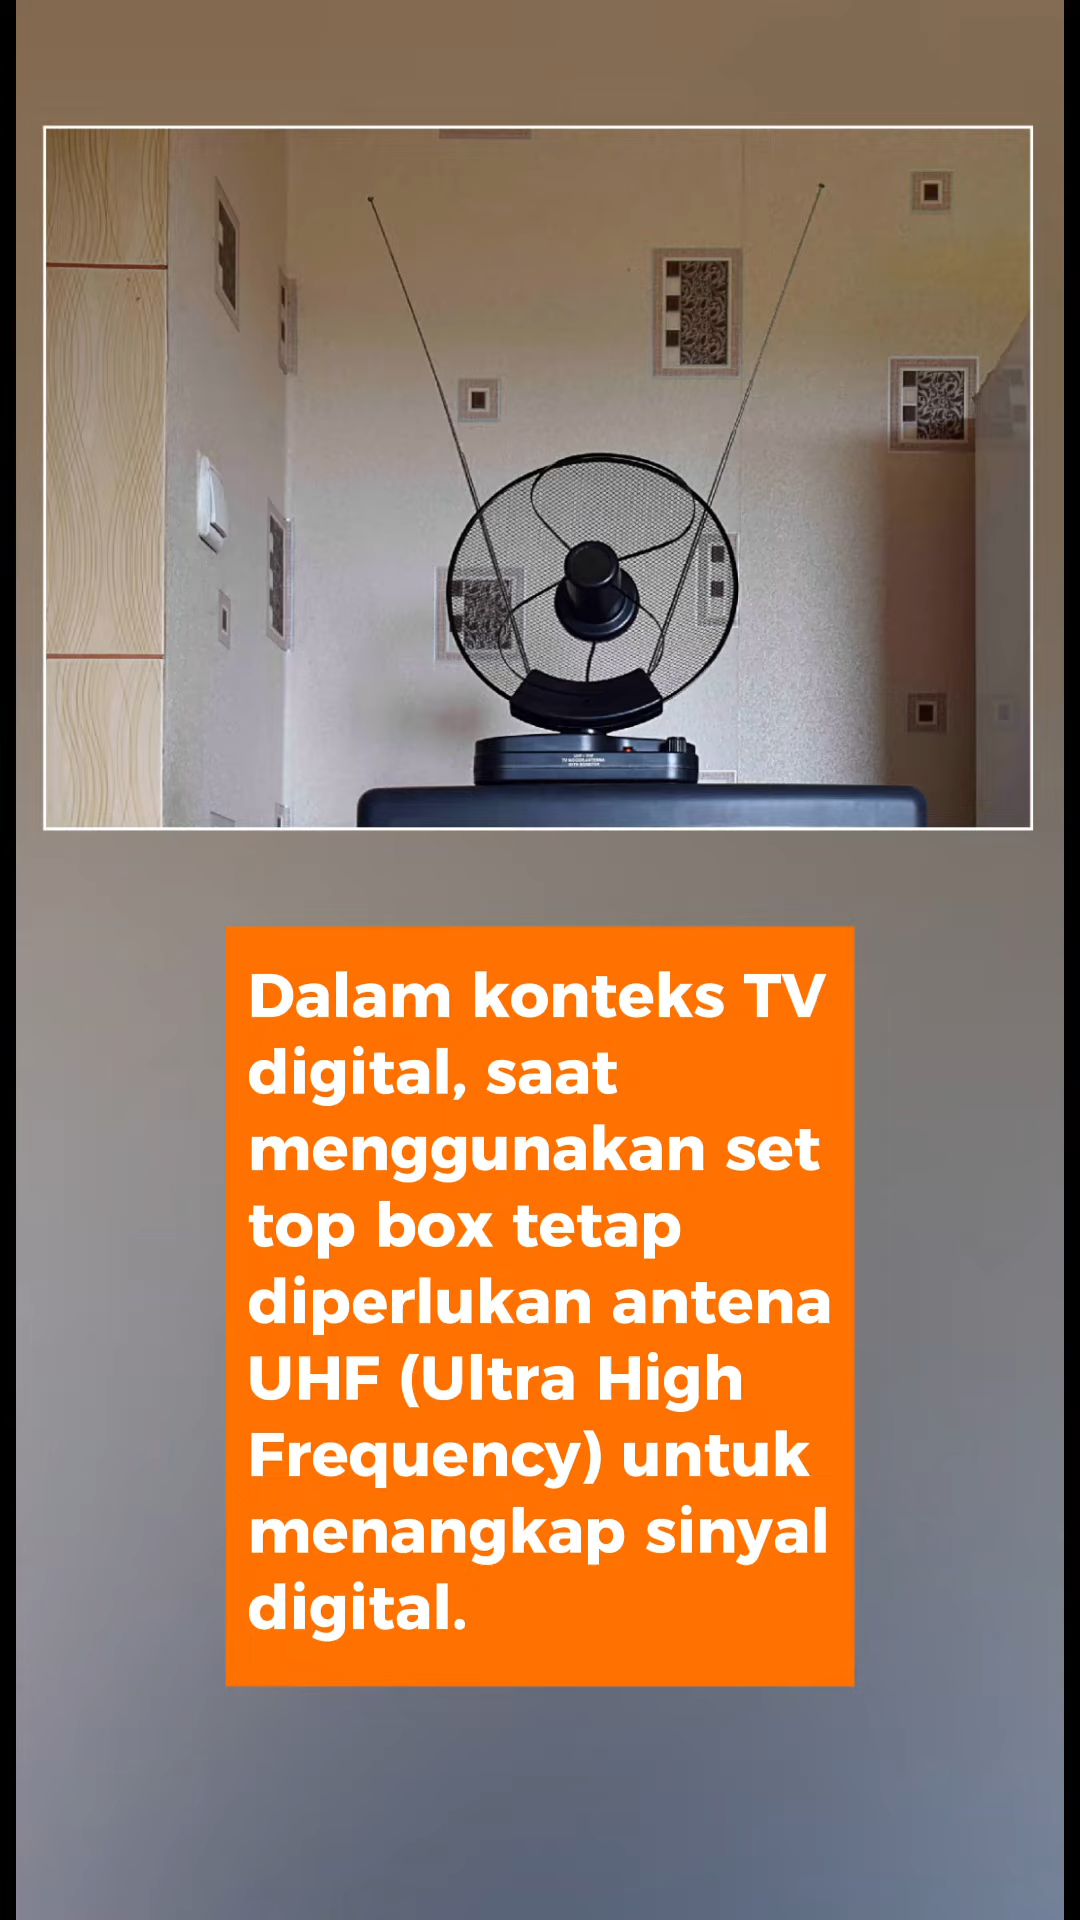 Dalam konteks TV
digital, saat
menggunakan set
top box tetap
diperlukan antena
UHF (Ultra High
Frequency) untuk
menangkap sinyal
digital.